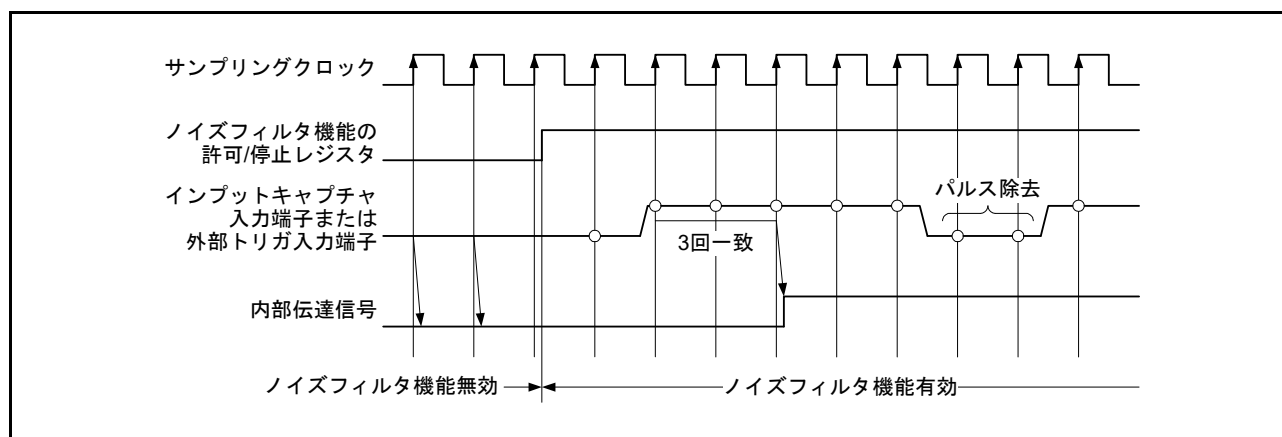 サンプリングクロック
ノイズフィルタ機能の
許可/停止レジスタ
インプットキャプチャ
入力端子または
外部トリガ入力端子
パルス除去
3回一致
内部伝達信号
ノイズフィルタ機能無効
ノイズフィルタ機能有効